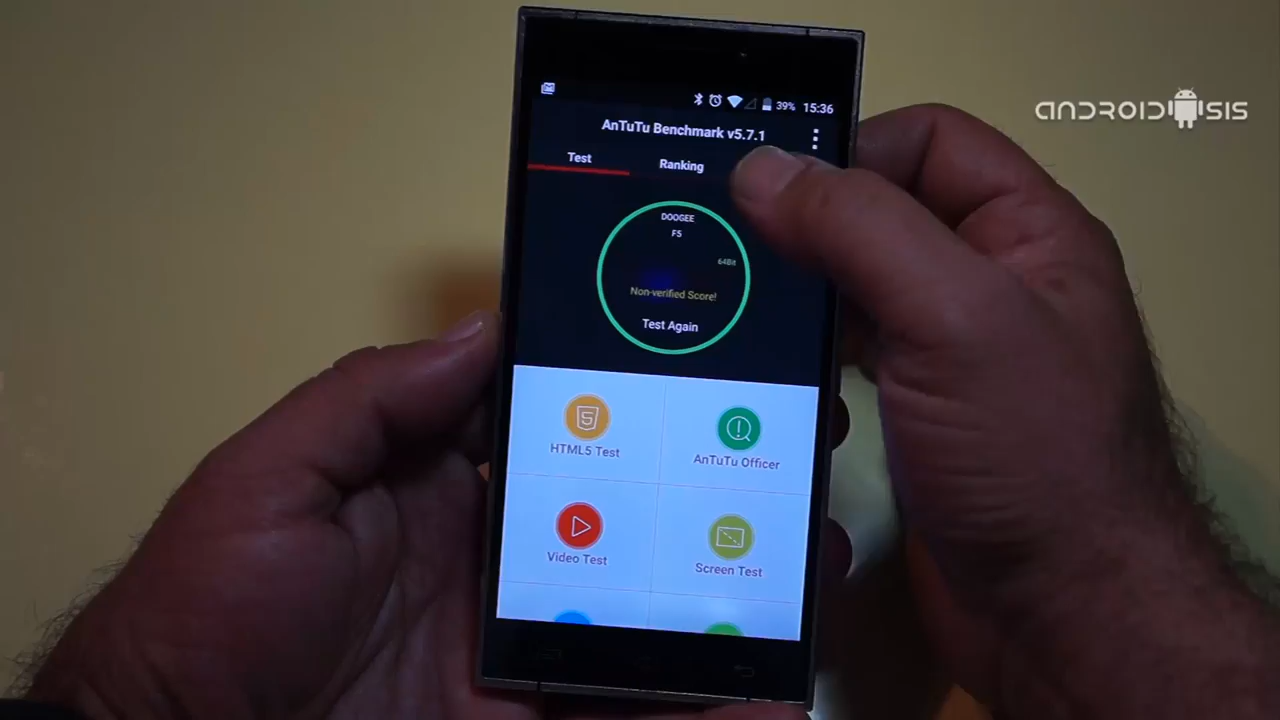 ANDROIDSIS
39% 15:36
AnTuTu Benchmark v5.7.1
Test Ranking
DOOGEE
F5
64Bit
Non-verified Score!
Test Again
HTML5 Test
AnTuTu Officer
Video Test
Screen Test